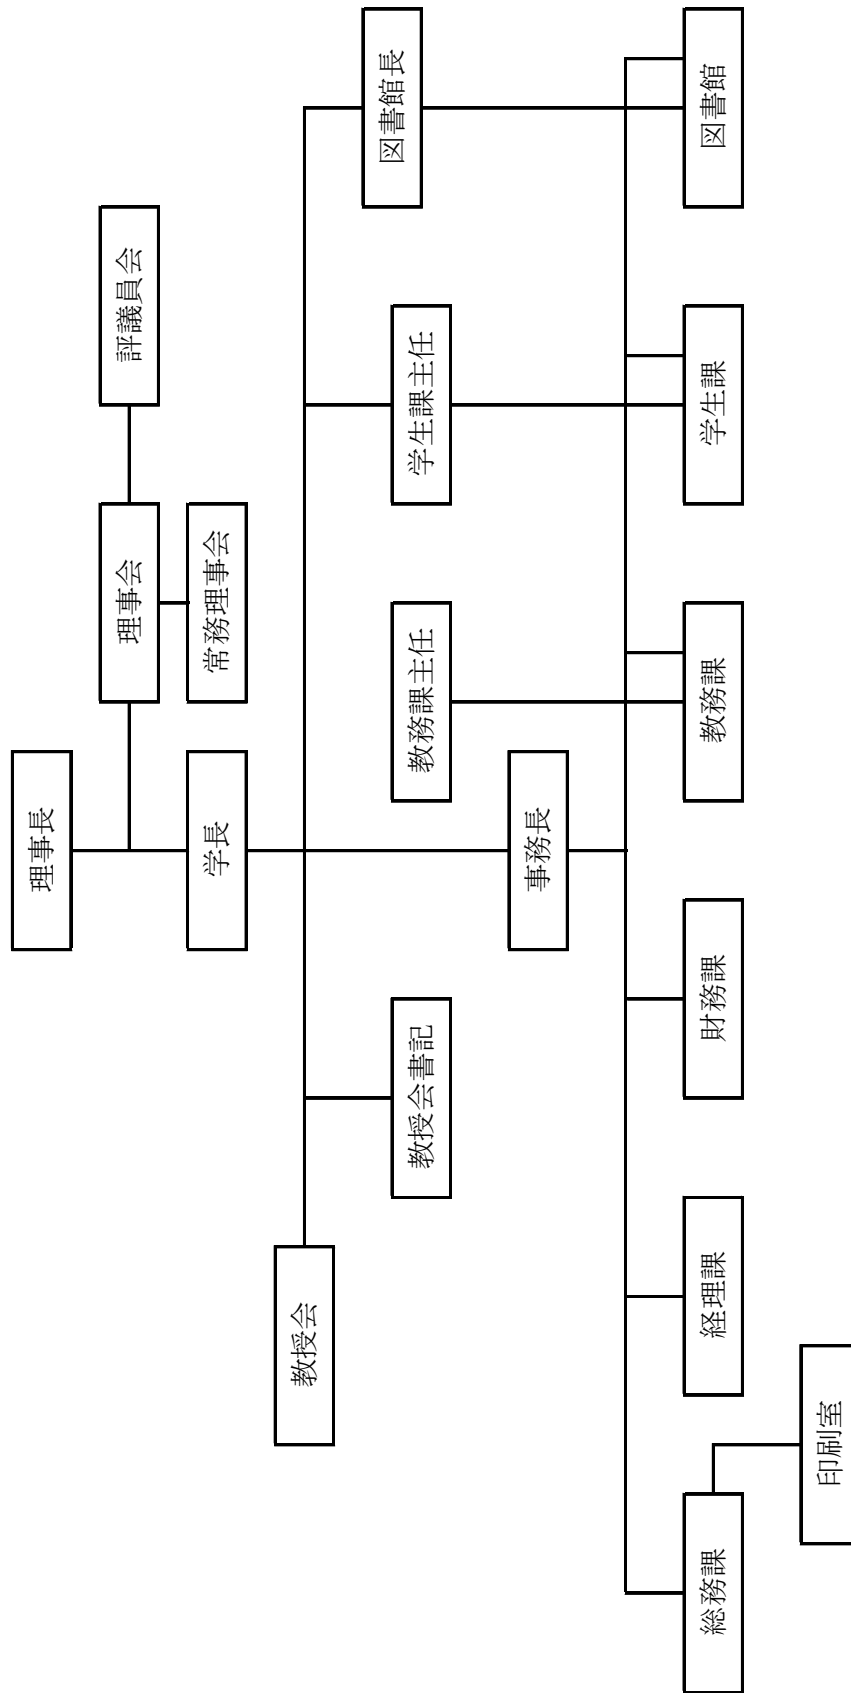 理事長
理事会
評議員会
常務理事会
学長
教授会
教授会書記
教務課主任
学生課主任
図書館長
事務長
総務課
経理課
財務課
教務課
学生課
図書館
印刷室